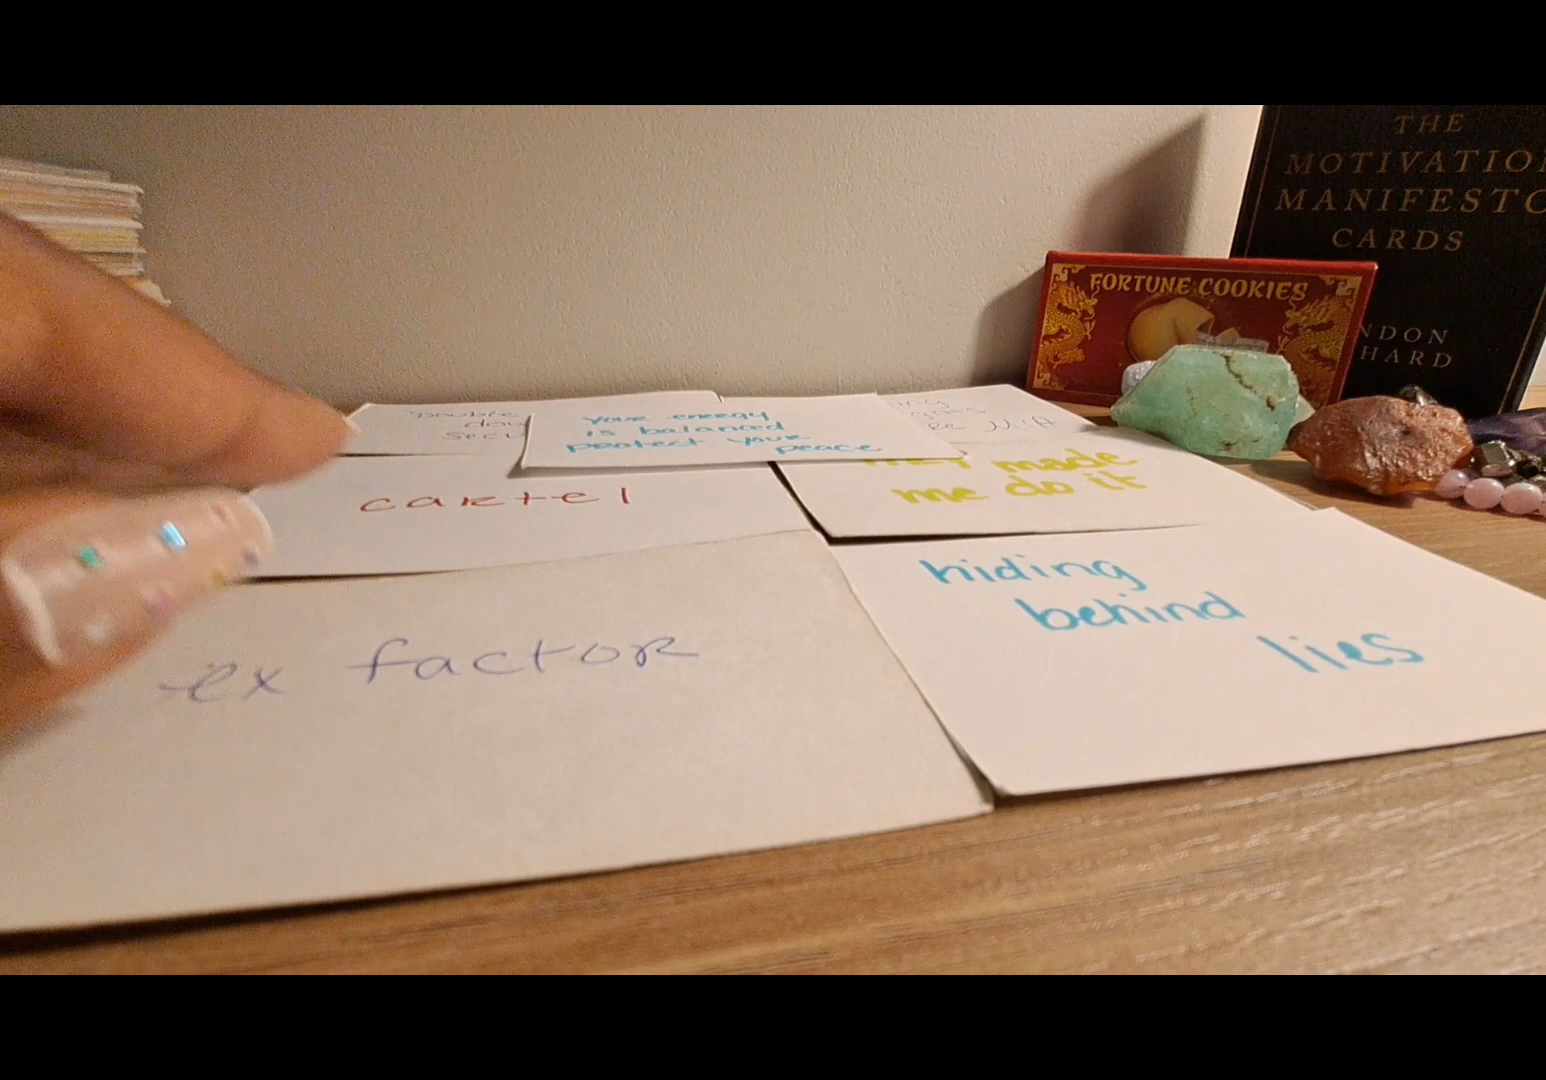 THE
MOTIVATIO
MANIFESTO
CARDS
NDON
HARD
FORTUNE COOKIES
double
Your energy
is balanced
protect your
peace
made
me do it
cartel
hiding
behind
lies
ex factor